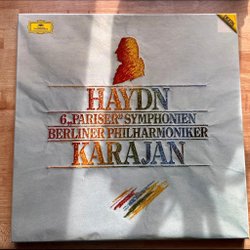 HAYDN
6 „PARISER“ SYMPHONIEN
BERLINER PHILHARMONIKER
KARAJAN